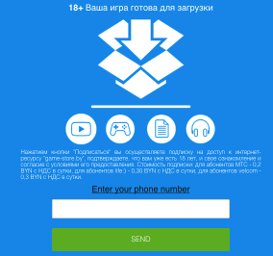 18+ Ваша игра готова для загрузки
Нажатием кнопки "Подписаться" вы осуществляете подписку на доступ к интернет-
ресурсу "game-store.by", подтверждаете, что вам уже есть 18 лет, и свое ознакомление и
согласие с условиями его предоставления. Стоимость подписки: для абонентов МТС - 0,2
BYN с НДС в сутки, для абонентов life:) - 0,30 BYN с НДС в сутки, для абонентов velcom -
0,3 BYN с НДС в сутки.
Enter your phone number
SEND